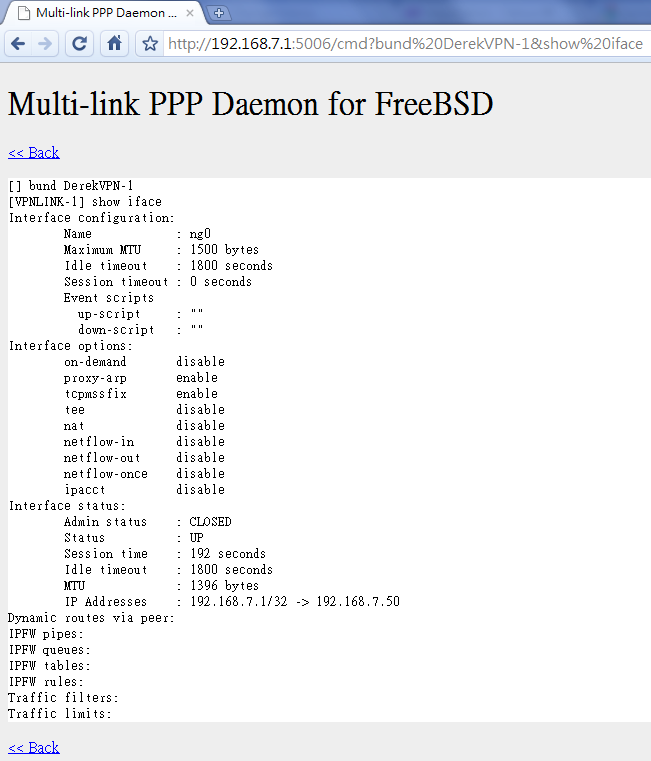 Multi-link PPP Daemon ...
http://192.168.7.1:5006/cmd?bund%20DerekVPN-1&show%20iface
Multi-link PPP Daemon for FreeBSD
<< Back
[] bund DerekVPN-1
[VPNLINK-1] show iface
Interface configuration:
Name : ng0
Maximum MTU : 1500 bytes
Idle timeout : 1800 seconds
Session timeout : 0 seconds
Event scripts
up-script : ""
down-script : ""
Interface options:
on-demand disable
proxy-arp enable
tcpmssfix enable
tee disable
nat disable
netflow-in disable
netflow-out disable
netflow-once disable
ipacct disable
Interface status:
Admin status : CLOSED
Status : UP
Session time : 192 seconds
Idle timeout : 1800 seconds
MTU : 1396 bytes
IP Addresses : 192.168.7.1/32 -> 192.168.7.50
Dynamic routes via peer:
IPFW pipes:
IPFW queues:
IPFW tables:
IPFW rules:
Traffic filters:
Traffic limits:
<< Back